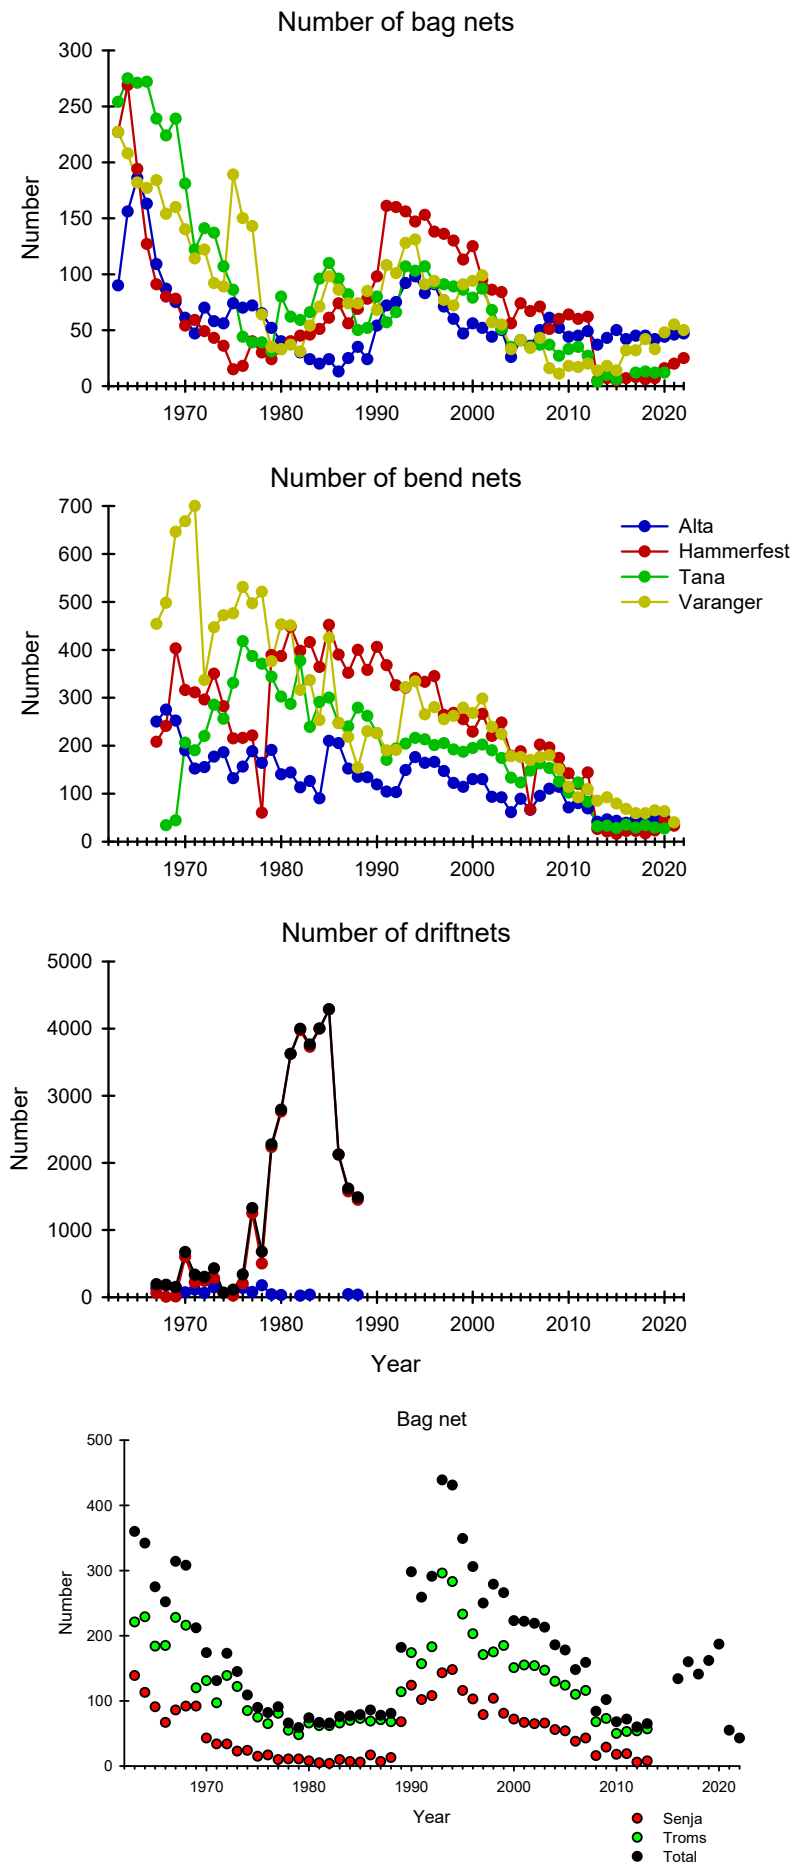 Number of bag nets
300
250
200
150
100
50
0
Number
1970 1980 1990 2000 2010 2020
Number of bend nets
700
600
500
400
300
200
100
0
Number
Alta
Hammerfest
Tana
Varanger
1970 1980 1990 2000 2010 2020
Number of driftnets
5000
4000
3000
2000
1000
0
Number
1970 1980 1990 2000 2010 2020
Year
Bag net
500
400
300
200
100
0
Number
1970 1980 1990 2000 2010 2020
Year
Senja
Troms
Total